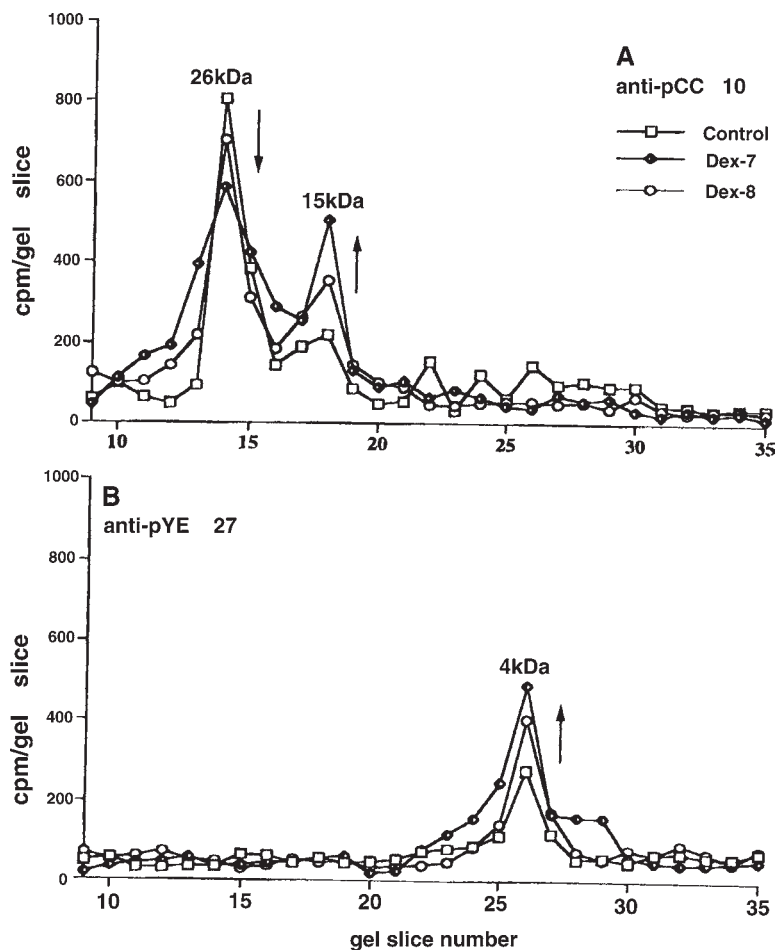 1000
800
600
400
200
0
cpm/gel slice
26kDa
15kDa
A
anti-pCC 10
Control
Dex-7
Dex-8
10 15 20 25 30 35
1000
800
600
400
200
0
cpm/gel slice
B
anti-pYE 27
4kDa
10 15 20 25 30 35
gel slice number